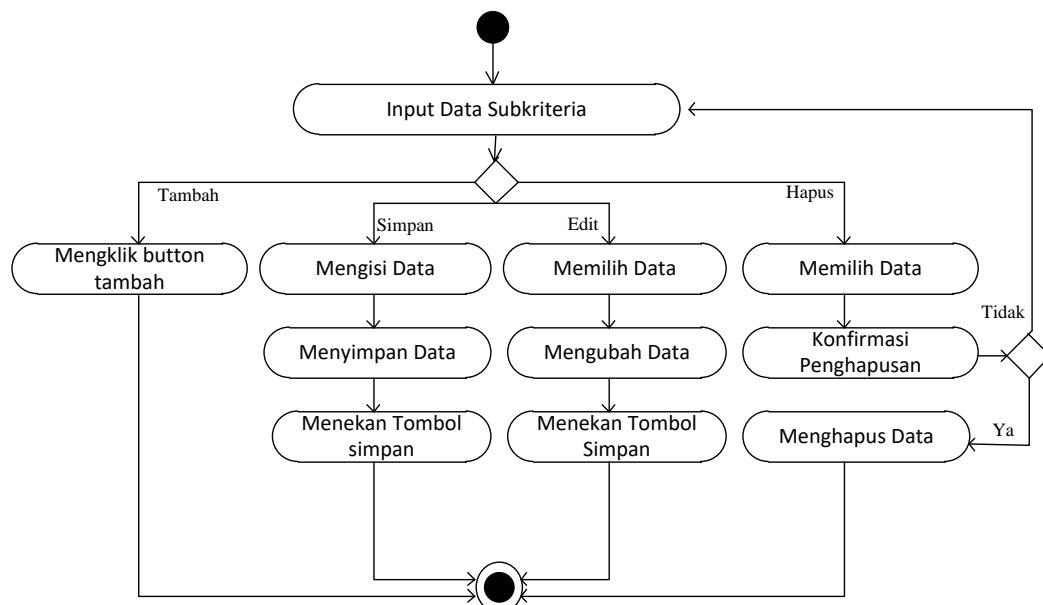 Input Data Subkriteria
Tambah
Hapus
Simpan
Edit
Mengklik button
tambah
Mengisi Data
Memilih Data
Memilih Data
Tidak
Menyimpan Data
Mengubah Data
Konfirmasi
Penghapusan
Menekan Tombol
simpan
Menekan Tombol
Simpan
Menghapus Data
Ya